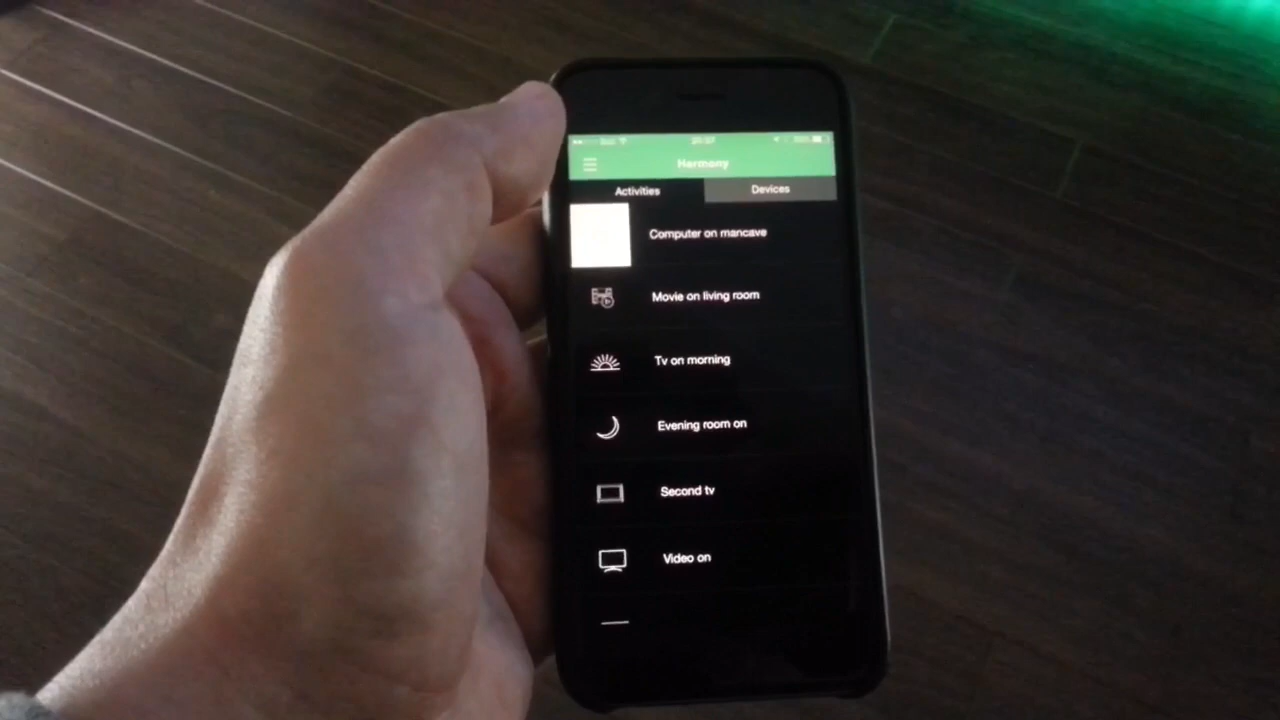 Harmony
Activities
Devices
Computer on mancave
Movie on living room
Tv on morning
Evening room on
Second tv
Video on